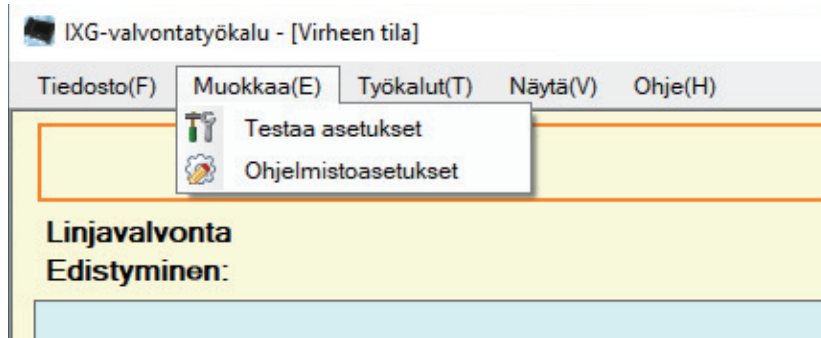 IXG-valvontatyökalu - [Virheen tila]
Tiedosto(F) Muokkaa(E) Työkalut(T) Näytä(V) Ohje(H)
Testaa asetukset
Ohjelmistoasetukset
Linjavalvonta
Edistyminen: